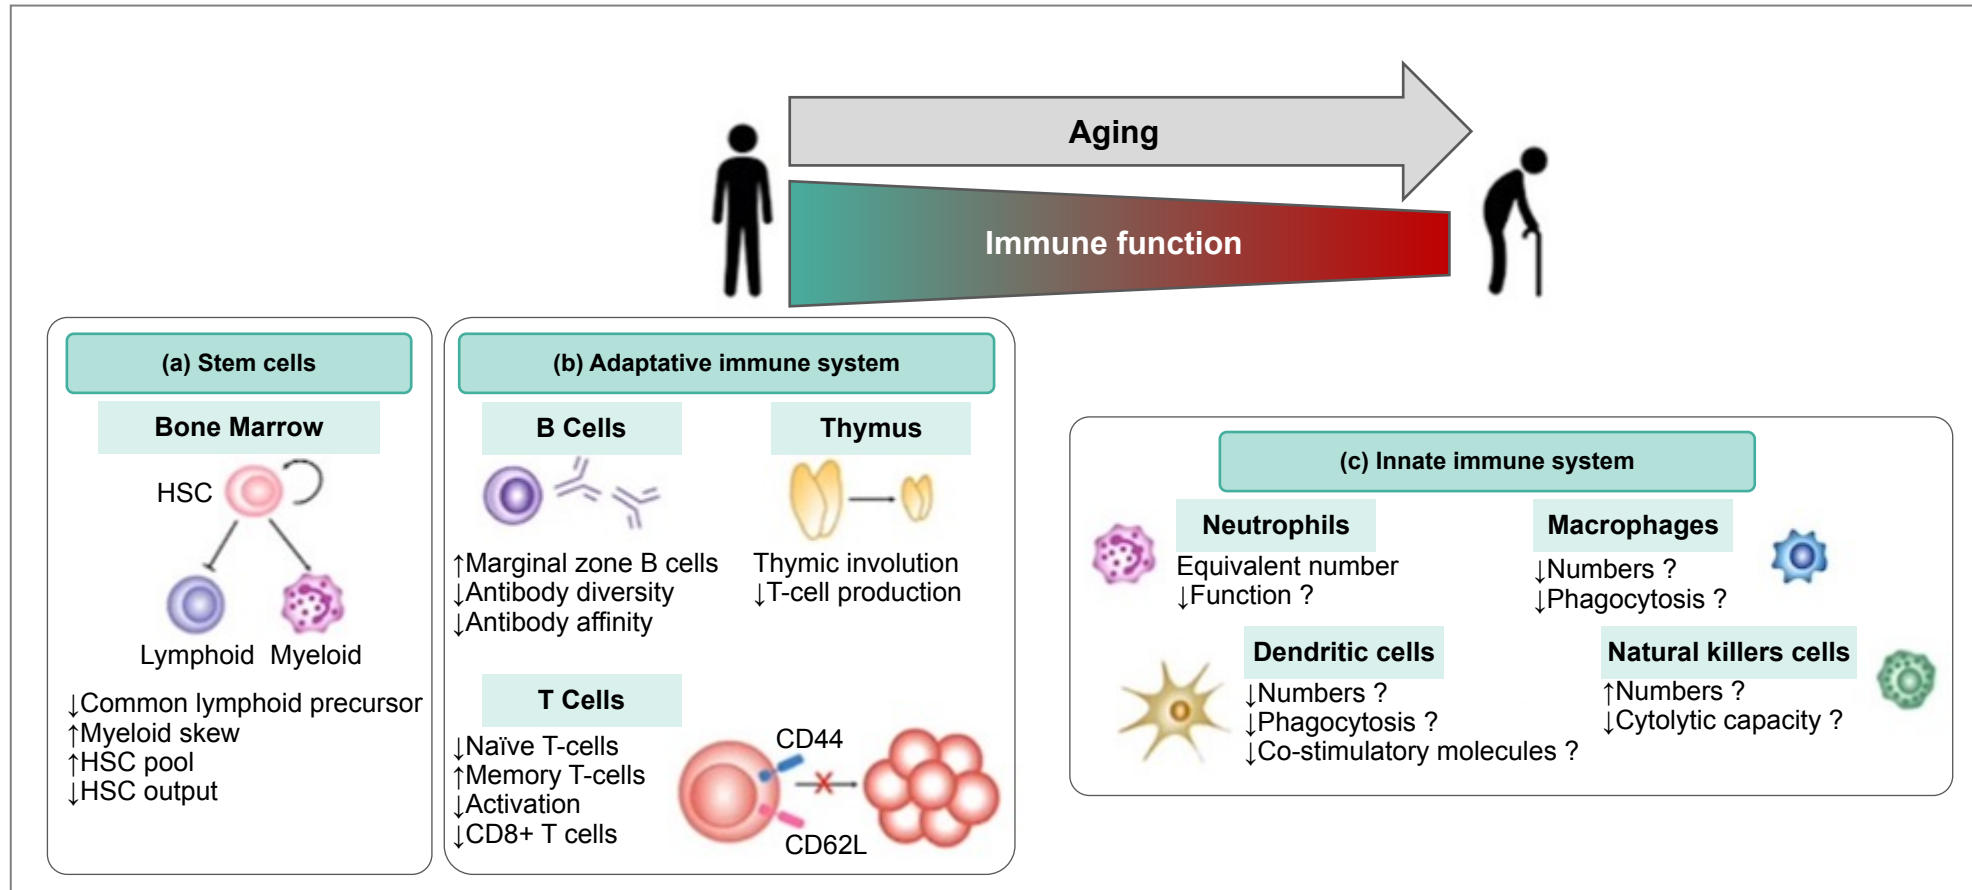 Aging
Immune function
(a) Stem cells
Bone Marrow
HSC
Lymphoid Myeloid
↓Common lymphoid precursor
↑Myeloid skew
↑HSC pool
↓HSC output
(b) Adaptative immune system
B Cells
↑Marginal zone B cells
↓Antibody diversity
↓Antibody affinity
Thymus
Thymic involution
↓T-cell production
T Cells
↓Naïve T-cells
↑Memory T-cells
↓Activation
↓CD8+ T cells
CD44
CD62L
(c) Innate immune system
Neutrophils
Equivalent number
↓Function ?
Macrophages
↓Numbers ?
↓Phagocytosis ?
Dendritic cells
↓Numbers ?
↓Phagocytosis ?
↓Co-stimulatory molecules ?
Natural killers cells
↑Numbers ?
↓Cytolytic capacity ?